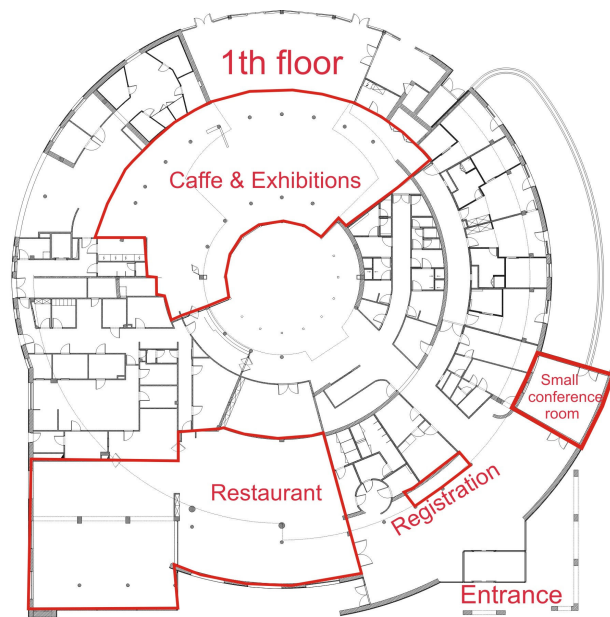 1th floor
Caffe & Exhibitions
Small
conference
room
Restaurant
Registration
Entrance